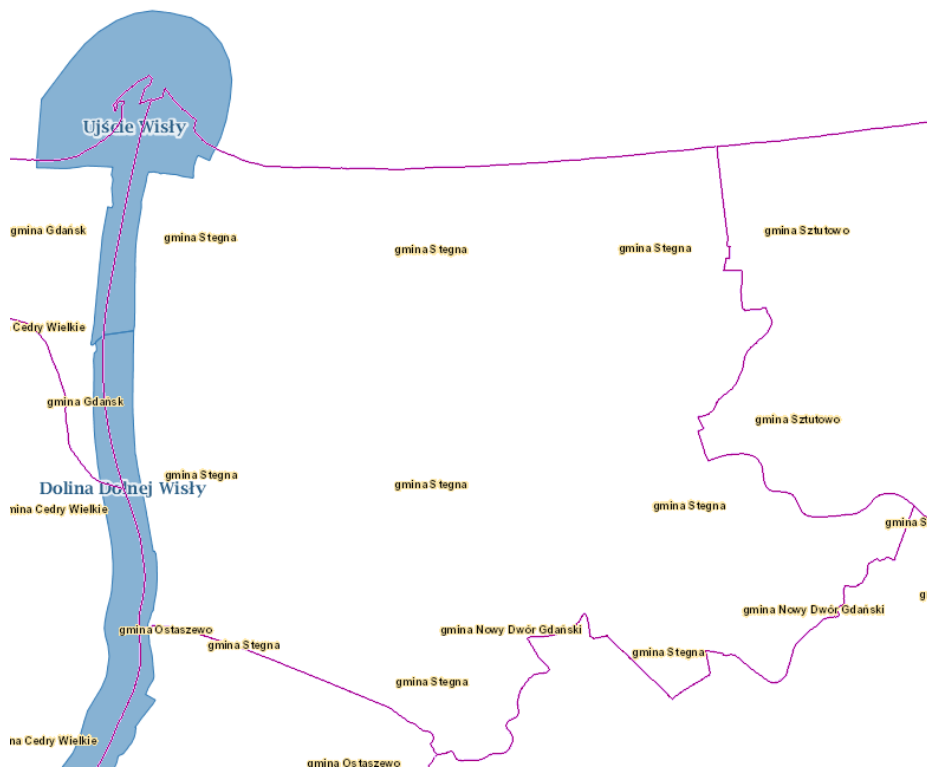 Ujście Wisły
gmina Gdańsk
gmina Stegna
gmina Stegna
gmina Stegna
gmina Sztutowo
Cedry Wielkie
gmina Gdańsk
gmina Sztutowo
gmina Stegna
Dolina Dolnej Wisły
gmina Stegna
mina Cedry Wielkie
gmina Stegna
gmina S
g
gmina Nowy Dwór Gdański
gmina Ostaszewo
gmina Nowy Dwór Gdański
gmina Stegna
gmina Stegna
gmina Stegna
na Cedry Wielkie
gmina Ostaszewo